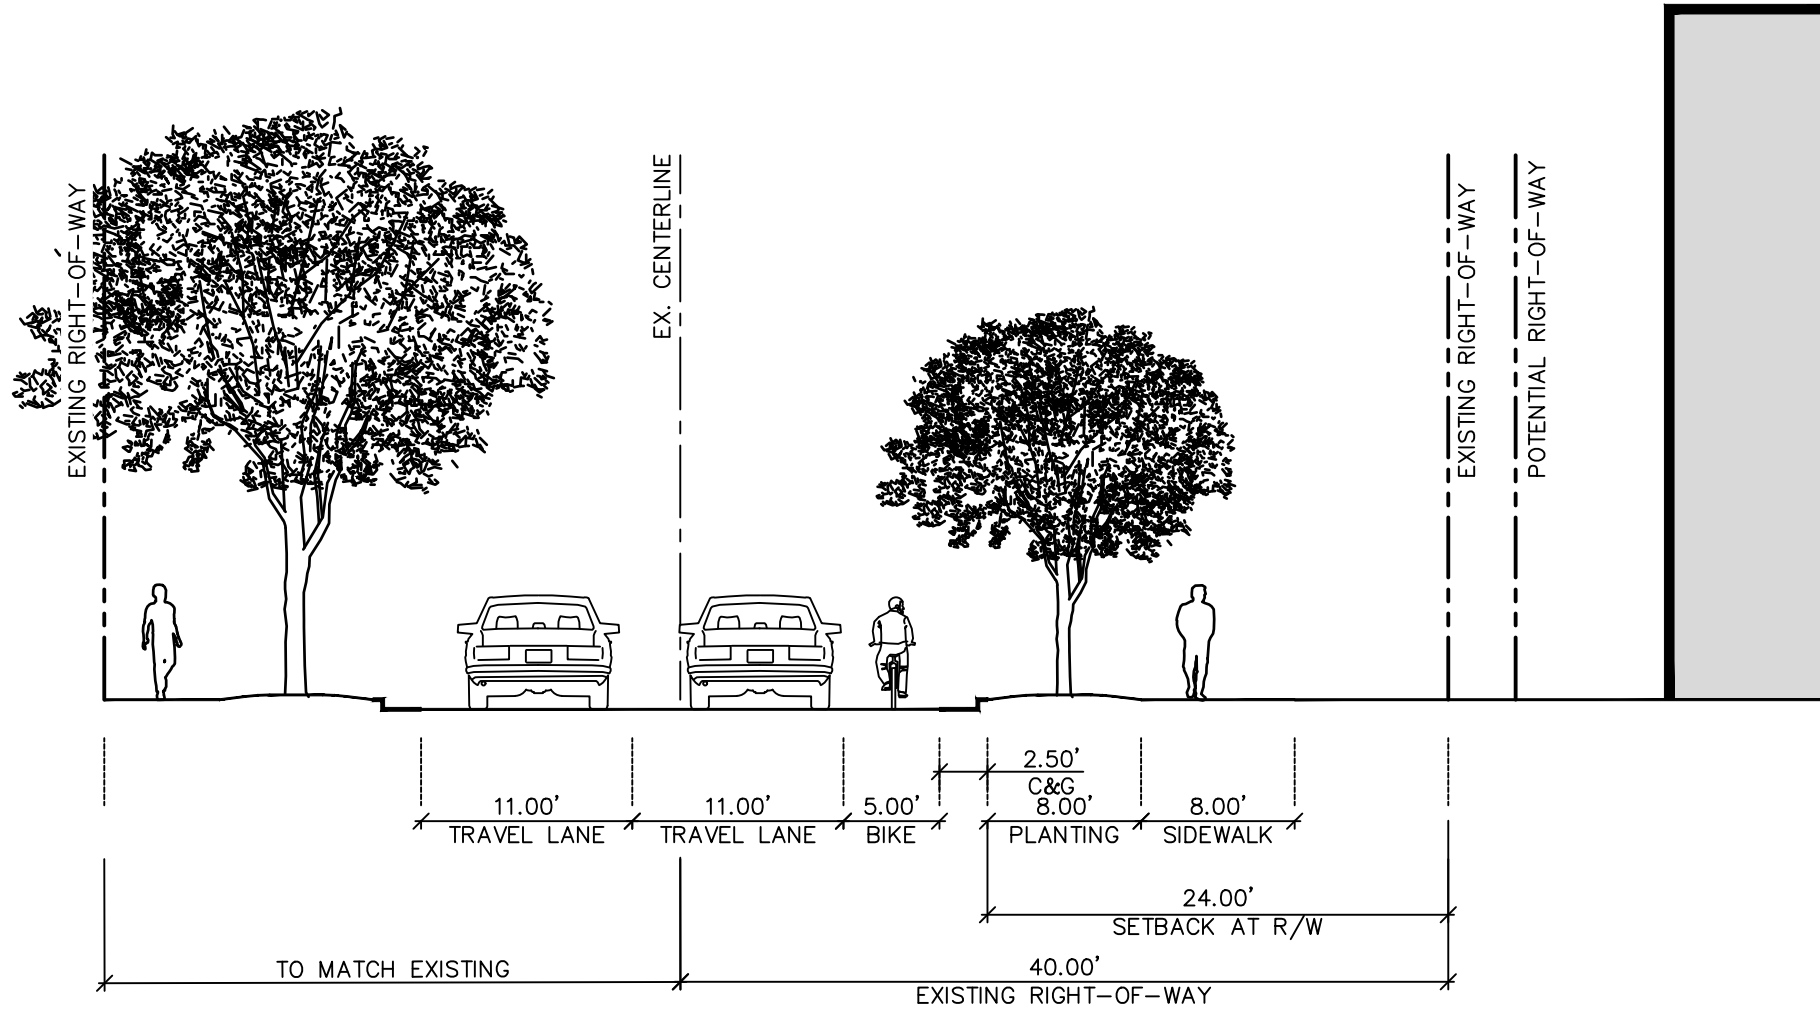 EXISTING RIGHT-OF-WAY
EX. CENTERLINE
EXISTING RIGHT-OF-WAY
POTENTIAL RIGHT-OF-WAY
2.50'
C&G
11.00'
TRAVEL LANE
11.00'
TRAVEL LANE
5.00'
BIKE
8.00'
PLANTING
8.00'
SIDEWALK
24.00'
SETBACK AT R/W
TO MATCH EXISTING
40.00'
EXISTING RIGHT-OF-WAY